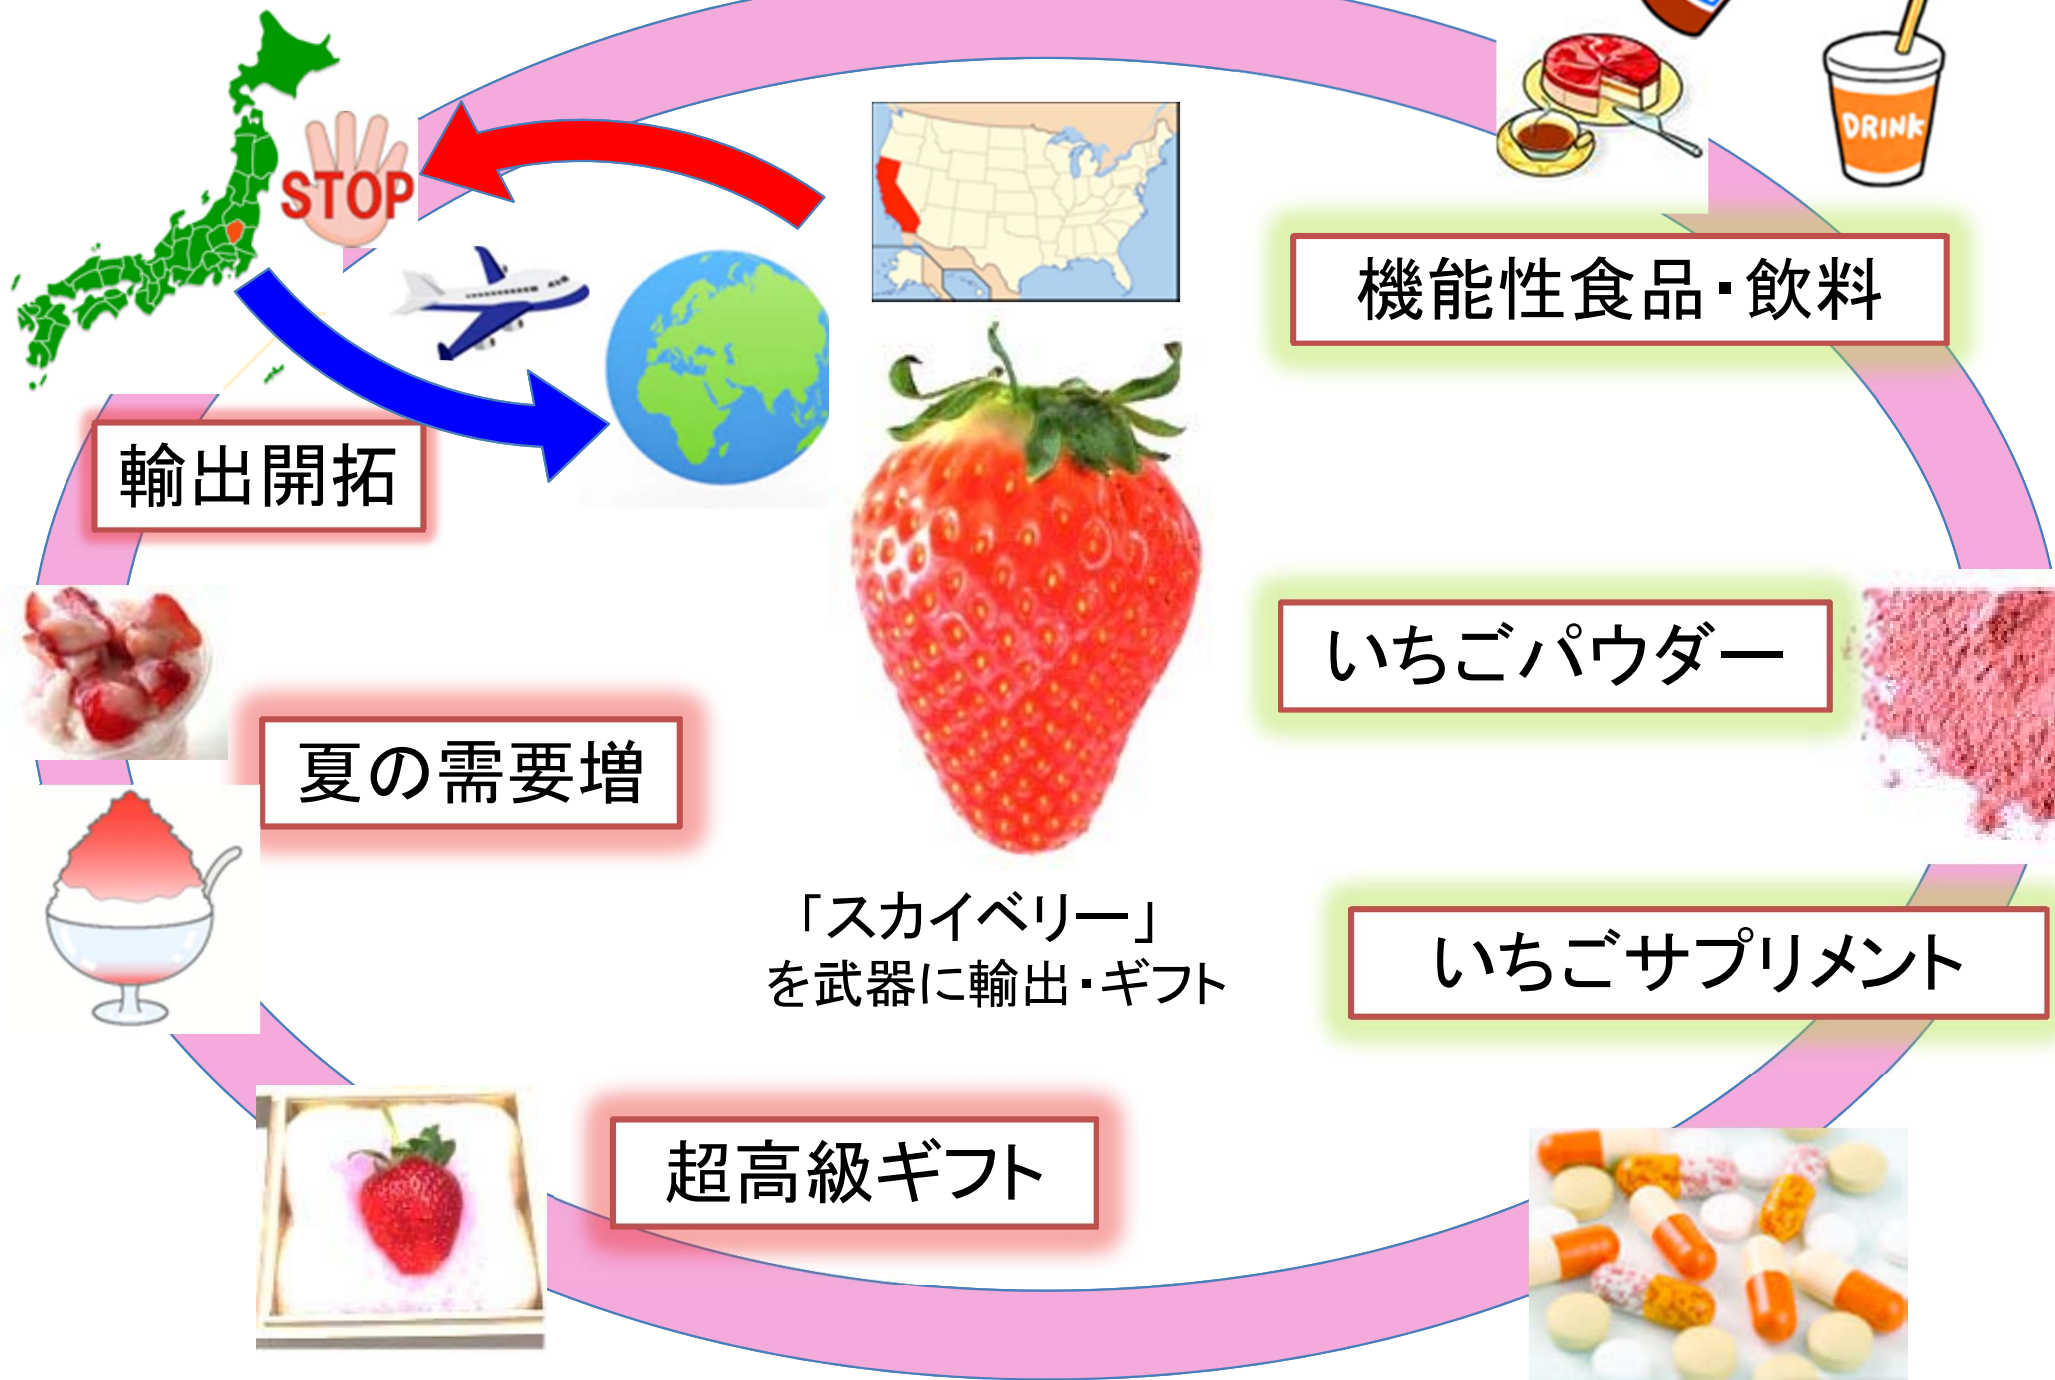 STOP
DRINK
機能性食品・飲料
輸出開拓
いちごパウダー
夏の需要増
「スカイベリー」
を武器に輸出・ギフト
いちごサプリメント
超高級ギフト